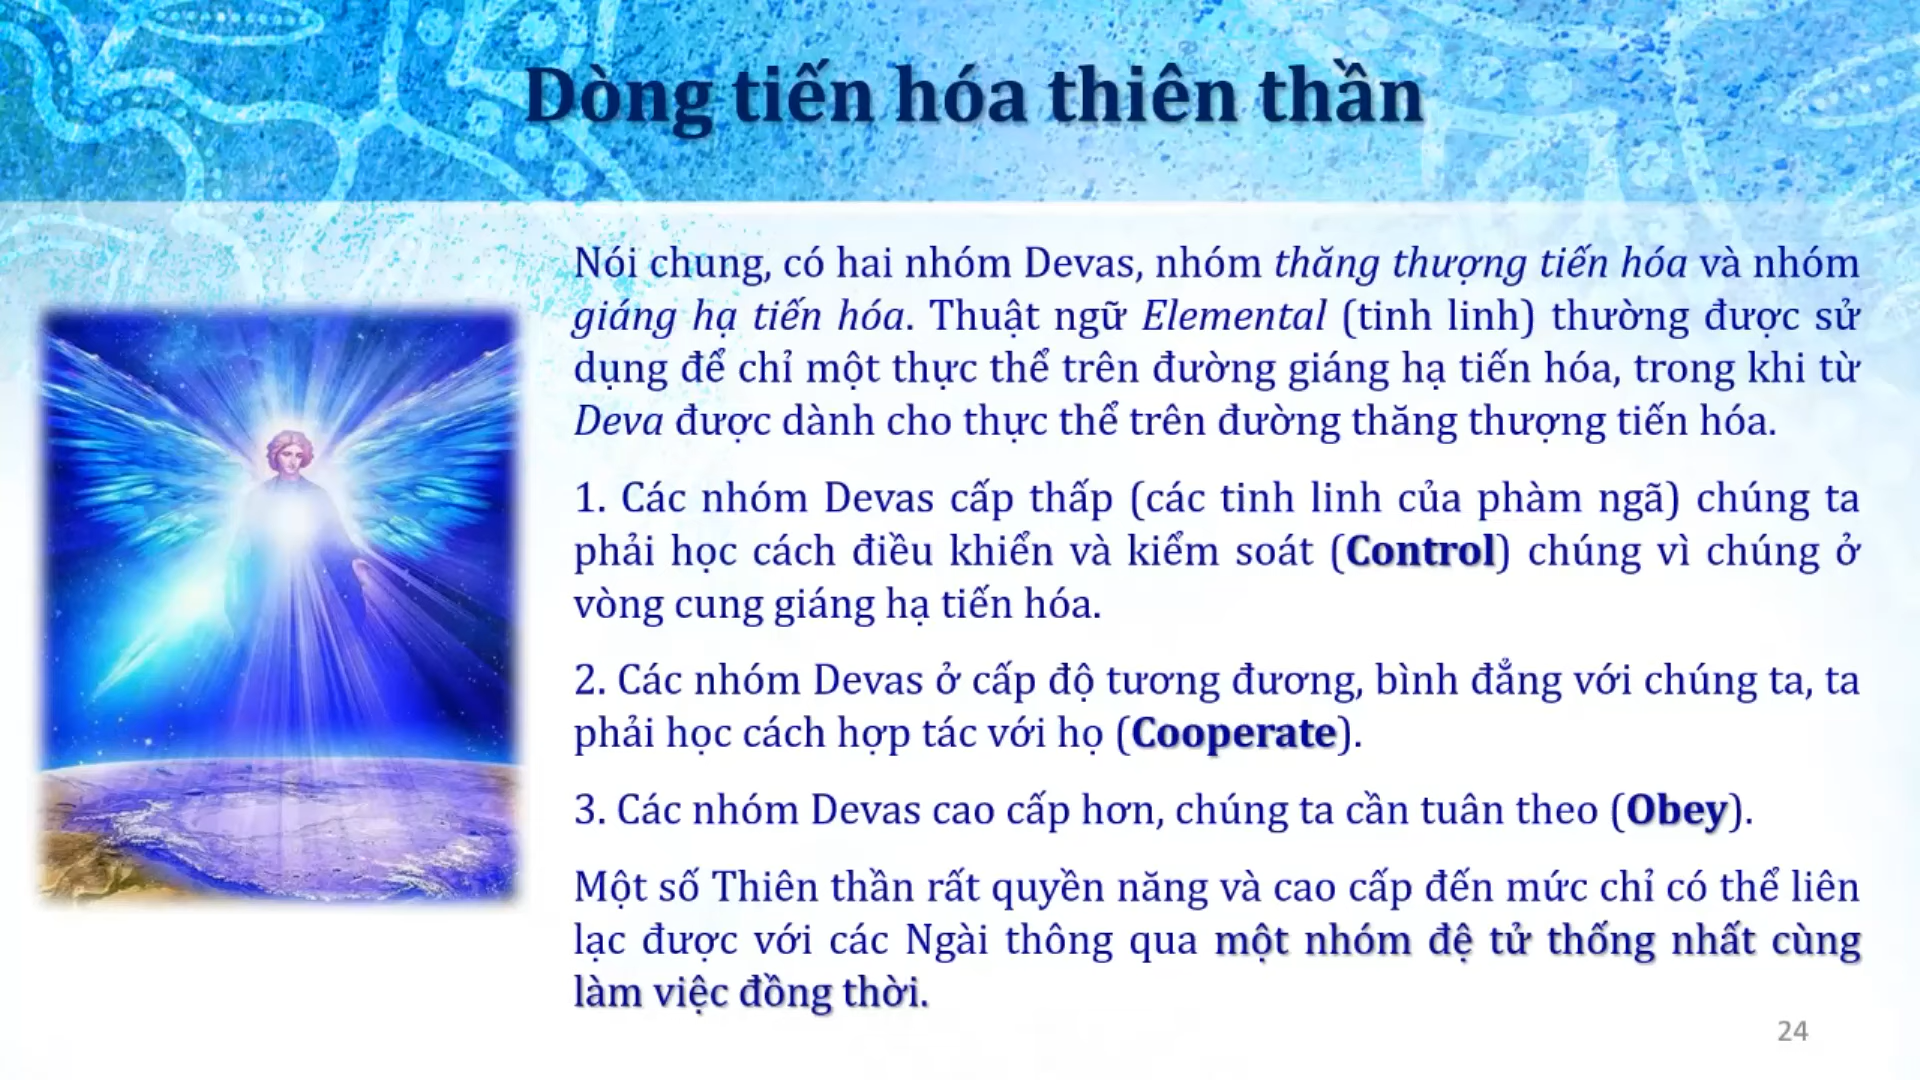 Dòng tiến hóa thiên thần
Nói chung, có hai nhóm Devas, nhóm thăng thượng tiến hóa và nhóm
giáng hạ tiến hóa. Thuật ngữ Elemental (tinh linh) thường được sử
dụng để chỉ một thực thể trên đường giáng hạ tiến hóa, trong khi từ
Deva được dành cho thực thể trên đường thăng thượng tiến hóa.
1. Các nhóm Devas cấp thấp (các tinh linh của phàm ngã) chúng ta
phải học cách điều khiển và kiểm soát (Control) chúng vì chúng ở
vòng cung giáng hạ tiến hóa.
2. Các nhóm Devas ở cấp độ tương đương, bình đẳng với chúng ta, ta
phải học cách hợp tác với họ (Cooperate).
3. Các nhóm Devas cao cấp hơn, chúng ta cần tuân theo (Obey).
Một số Thiên thần rất quyền năng và cao cấp đến mức chỉ có thể liên
lạc được với các Ngài thông qua một nhóm đệ tử thống nhất cùng
làm việc đồng thời.
24